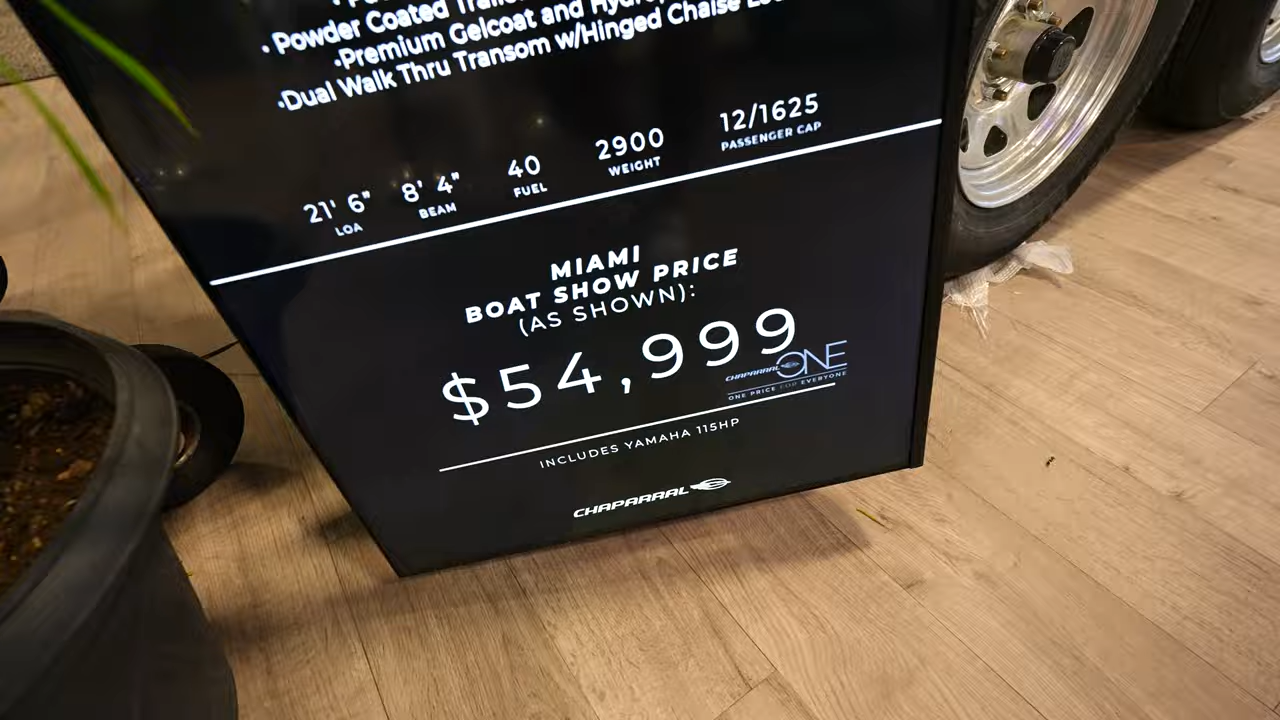 • Powder Coated
•Premium Gelcoat and
•Dual Walk Thru Transom w/Hinged Chaise
21' 6" 8' 4" 40 2900 12/1625
LOA BEAM FUEL WEIGHT PASSENGER CAP
MIAMI
BOAT SHOW PRICE
(AS SHOWN):
$54,999
CHAPARRAL ONE
ONE PRICE FOR EVERYONE
INCLUDES YAMAHA 115HP
CHAPARRAL